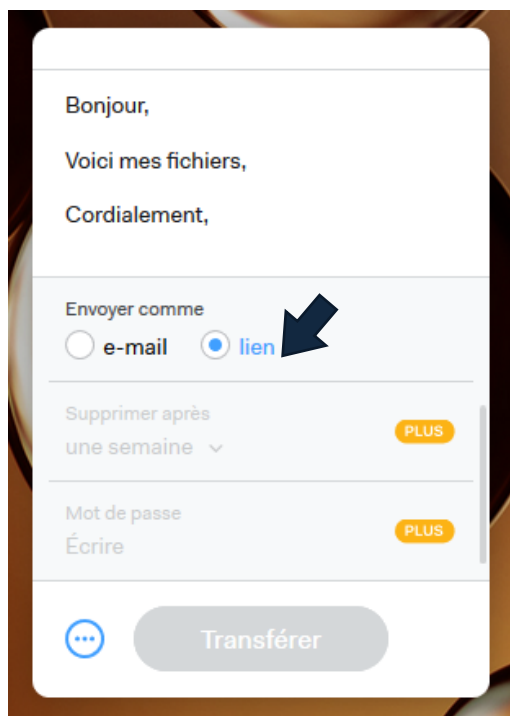 Bonjour,
Voici mes fichiers,
Cordialement,
Envoyer comme
e-mail lien
Supprimer après
PLUS
une semaine
Mot de passe
PLUS
Écrire
Transférer